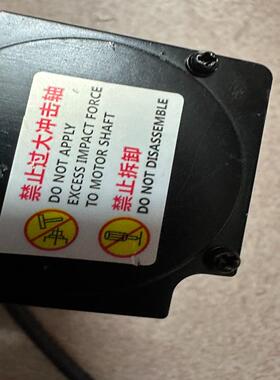 禁止过大冲击轴
DO NOT APPLY
EXCESS IMPACT FORCE
TO MOTOR SHAFT
禁止拆卸
DO NOT DISASSEMBLE